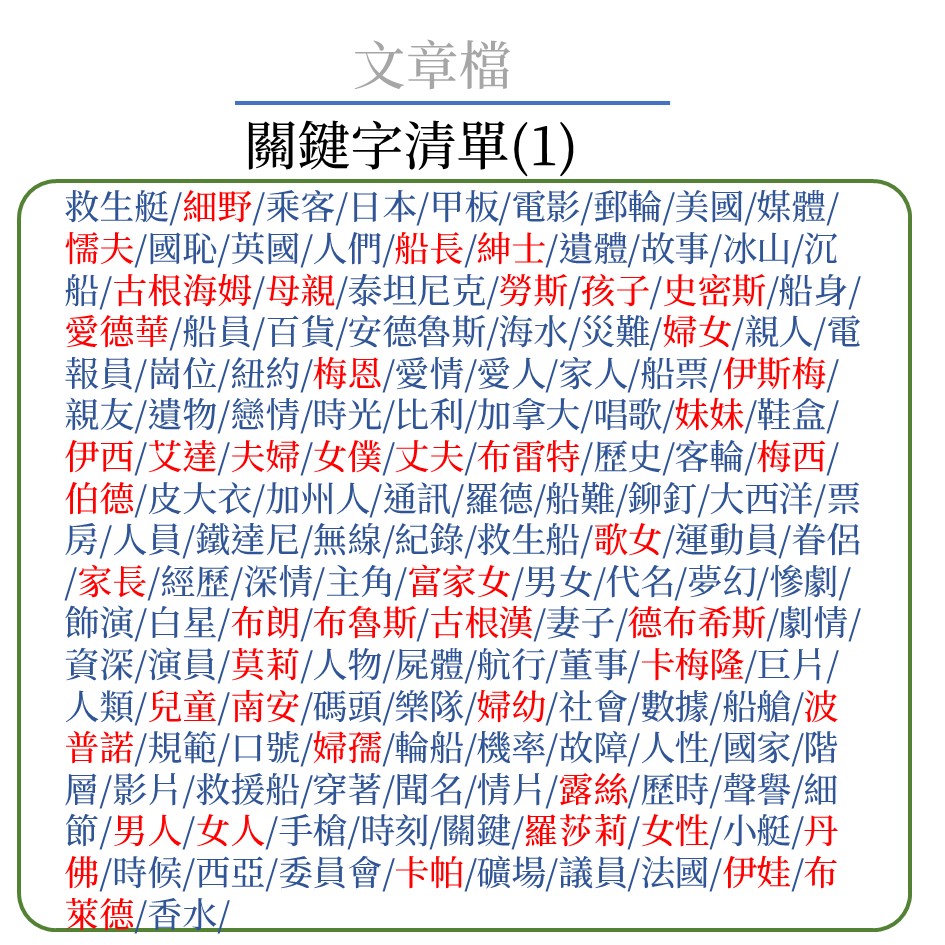 文章檔
關鍵字清單(1)
救生艇/細野/乘客/日本/甲板/電影/郵輪/美國/媒體/
懦夫/國恥/英國/人們/船長/紳士/遺體/故事/冰山/沉
船/古根海姆/母親/泰坦尼克/勞斯/孩子/史密斯/船身/
愛德華/船員/百貨/安德魯斯/海水/災難/婦女/親人/電
報員/崗位/紐約/梅恩/愛情/愛人/家人/船票/伊斯梅/
親友/遺物/戀情/時光/比利/加拿大/唱歌/妹妹/鞋盒/
伊西/艾達/夫婦/女僕/丈夫/布雷特/歷史/客輪/梅西/
伯德/皮大衣/加州人/通訊/羅德/船難/鉚釘/大西洋/票
房/人員/鐵達尼/無線/紀錄/救生船/歌女/運動員/眷侶
/家長/經歷/深情/主角/富家女/男女/代名/夢幻/慘劇/
飾演/白星/布朗/布魯斯/古根漢/妻子/德布希斯/劇情/
資深/演員/莫莉/人物/屍體/航行/董事/卡梅隆/巨片/
人類/兒童/南安/碼頭/樂隊/婦幼/社會/數據/船艙/波
普諾/規範/口號/婦孺/輪船/機率/故障/人性/國家/階
層/影片/救援船/穿著/聞名/情片/露絲/歷時/聲譽/細
節/男人/女人/手槍/時刻/關鍵/羅莎莉/女性/小艇/丹
佛/時候/西亞/委員會/卡帕/礦場/議員/法國/伊娃/布
萊德/香水/